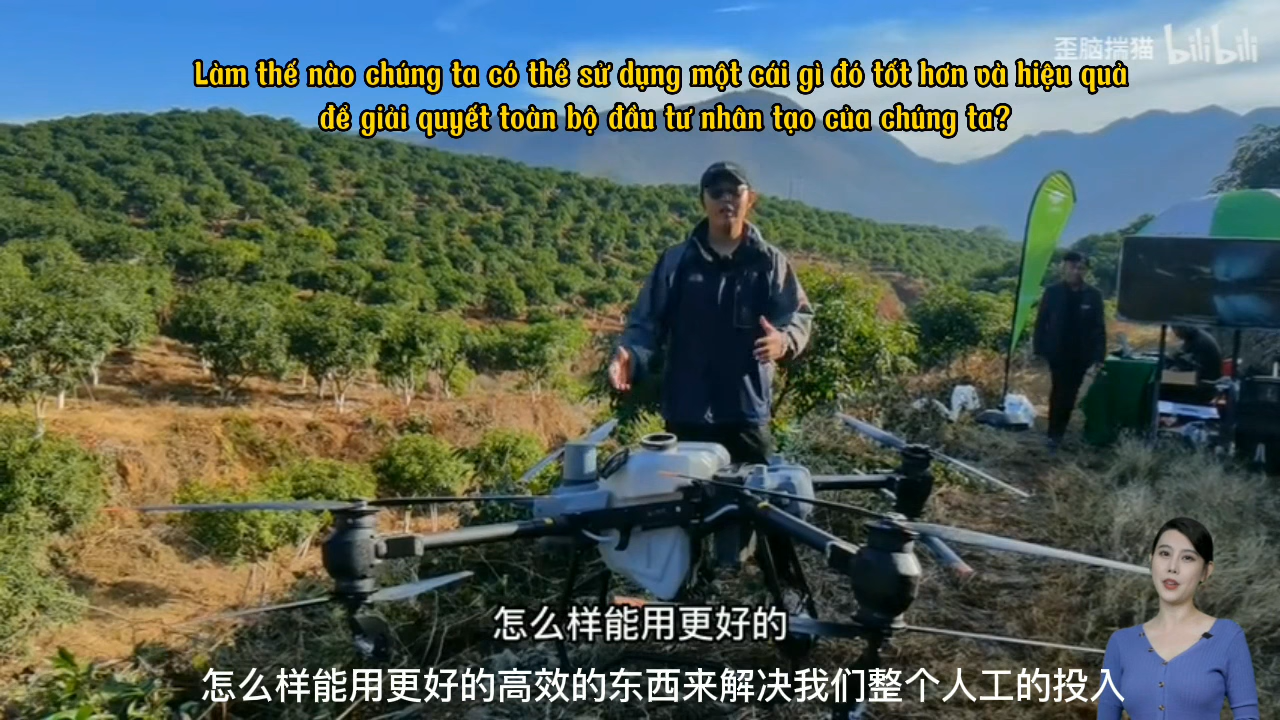 歪脑揣猫 bilibili
Làm thế nào chúng ta có thể sử dụng một cái gì đó tốt hơn và hiệu quả
để giải quyết toàn bộ đầu tư nhân tạo của chúng ta?
怎么样能用更好的
怎么样能用更好的高效的东西来解决我们整个人工的投入